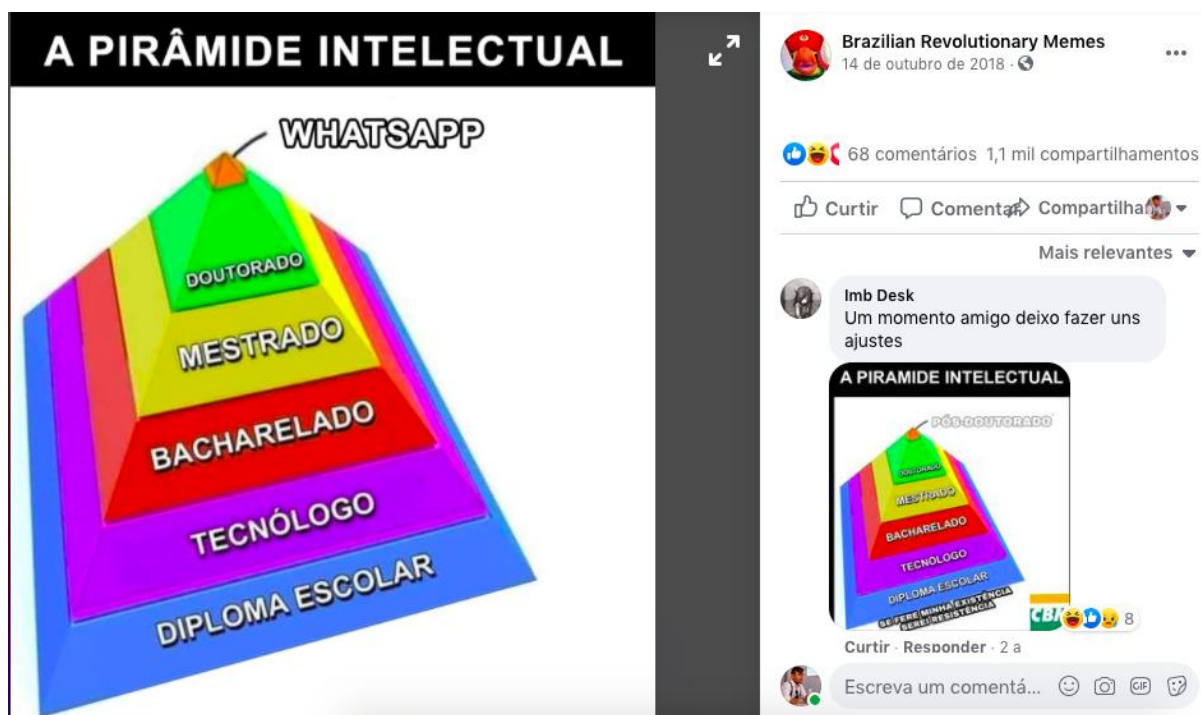 A PIRÂMIDE INTELECTUAL
WHATSAPP
DOUTORADO
MESTRADO
BACHARELADO
TECNÓLOGO
DIPLOMA ESCOLAR
Brazilian Revolutionary Memes
14 de outubro de 2018 ·
68 comentários 1,1 mil compartilhamentos
Curtir Comentar Compartilhar
Mais relevantes
Imb Desk
Um momento amigo deixo fazer uns
ajustes
A PIRAMIDE INTELECTUAL
PÓS-DOUTORADO
DOUTORADO
MESTRADO
BACHARELADO
TECNÓLOGO
DIPLOMA ESCOLAR
SE FERE MINHA EXISTÊNCIA
SEREI RESISTÊNCIA
8
Curtir · Responder · 2 a
Escreva um comentá... GIF